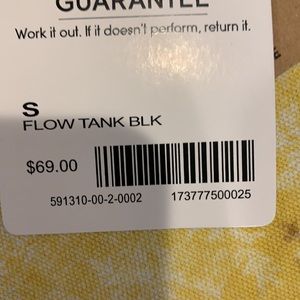 GUARANTEE
Work it out. If it doesn't perform, return it.
S
FLOW TANK BLK
$69.00
591310-00-2-0002 173777500025